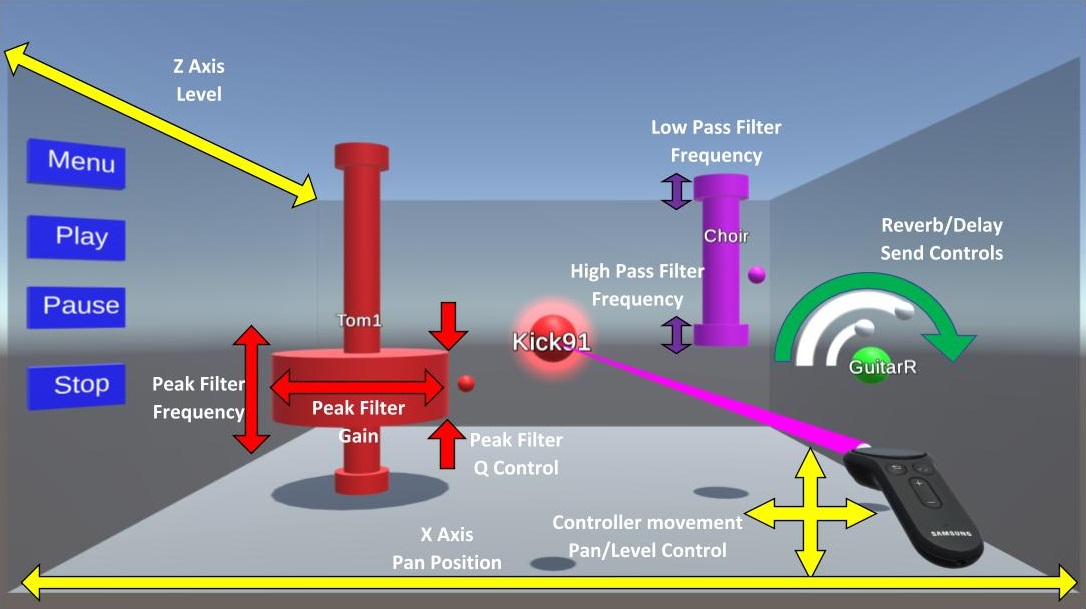 Z Axis
Level
Menu
Play
Pause
Stop
Tom1
Peak Filter
Frequency
Peak Filter
Gain
Peak Filter
Q Control
Kick91
Low Pass Filter
Frequency
Choir
High Pass Filter
Frequency
Reverb/Delay
Send Controls
GuitarR
Controller movement
Pan/Level Control
SAMSUNG
X Axis
Pan Position